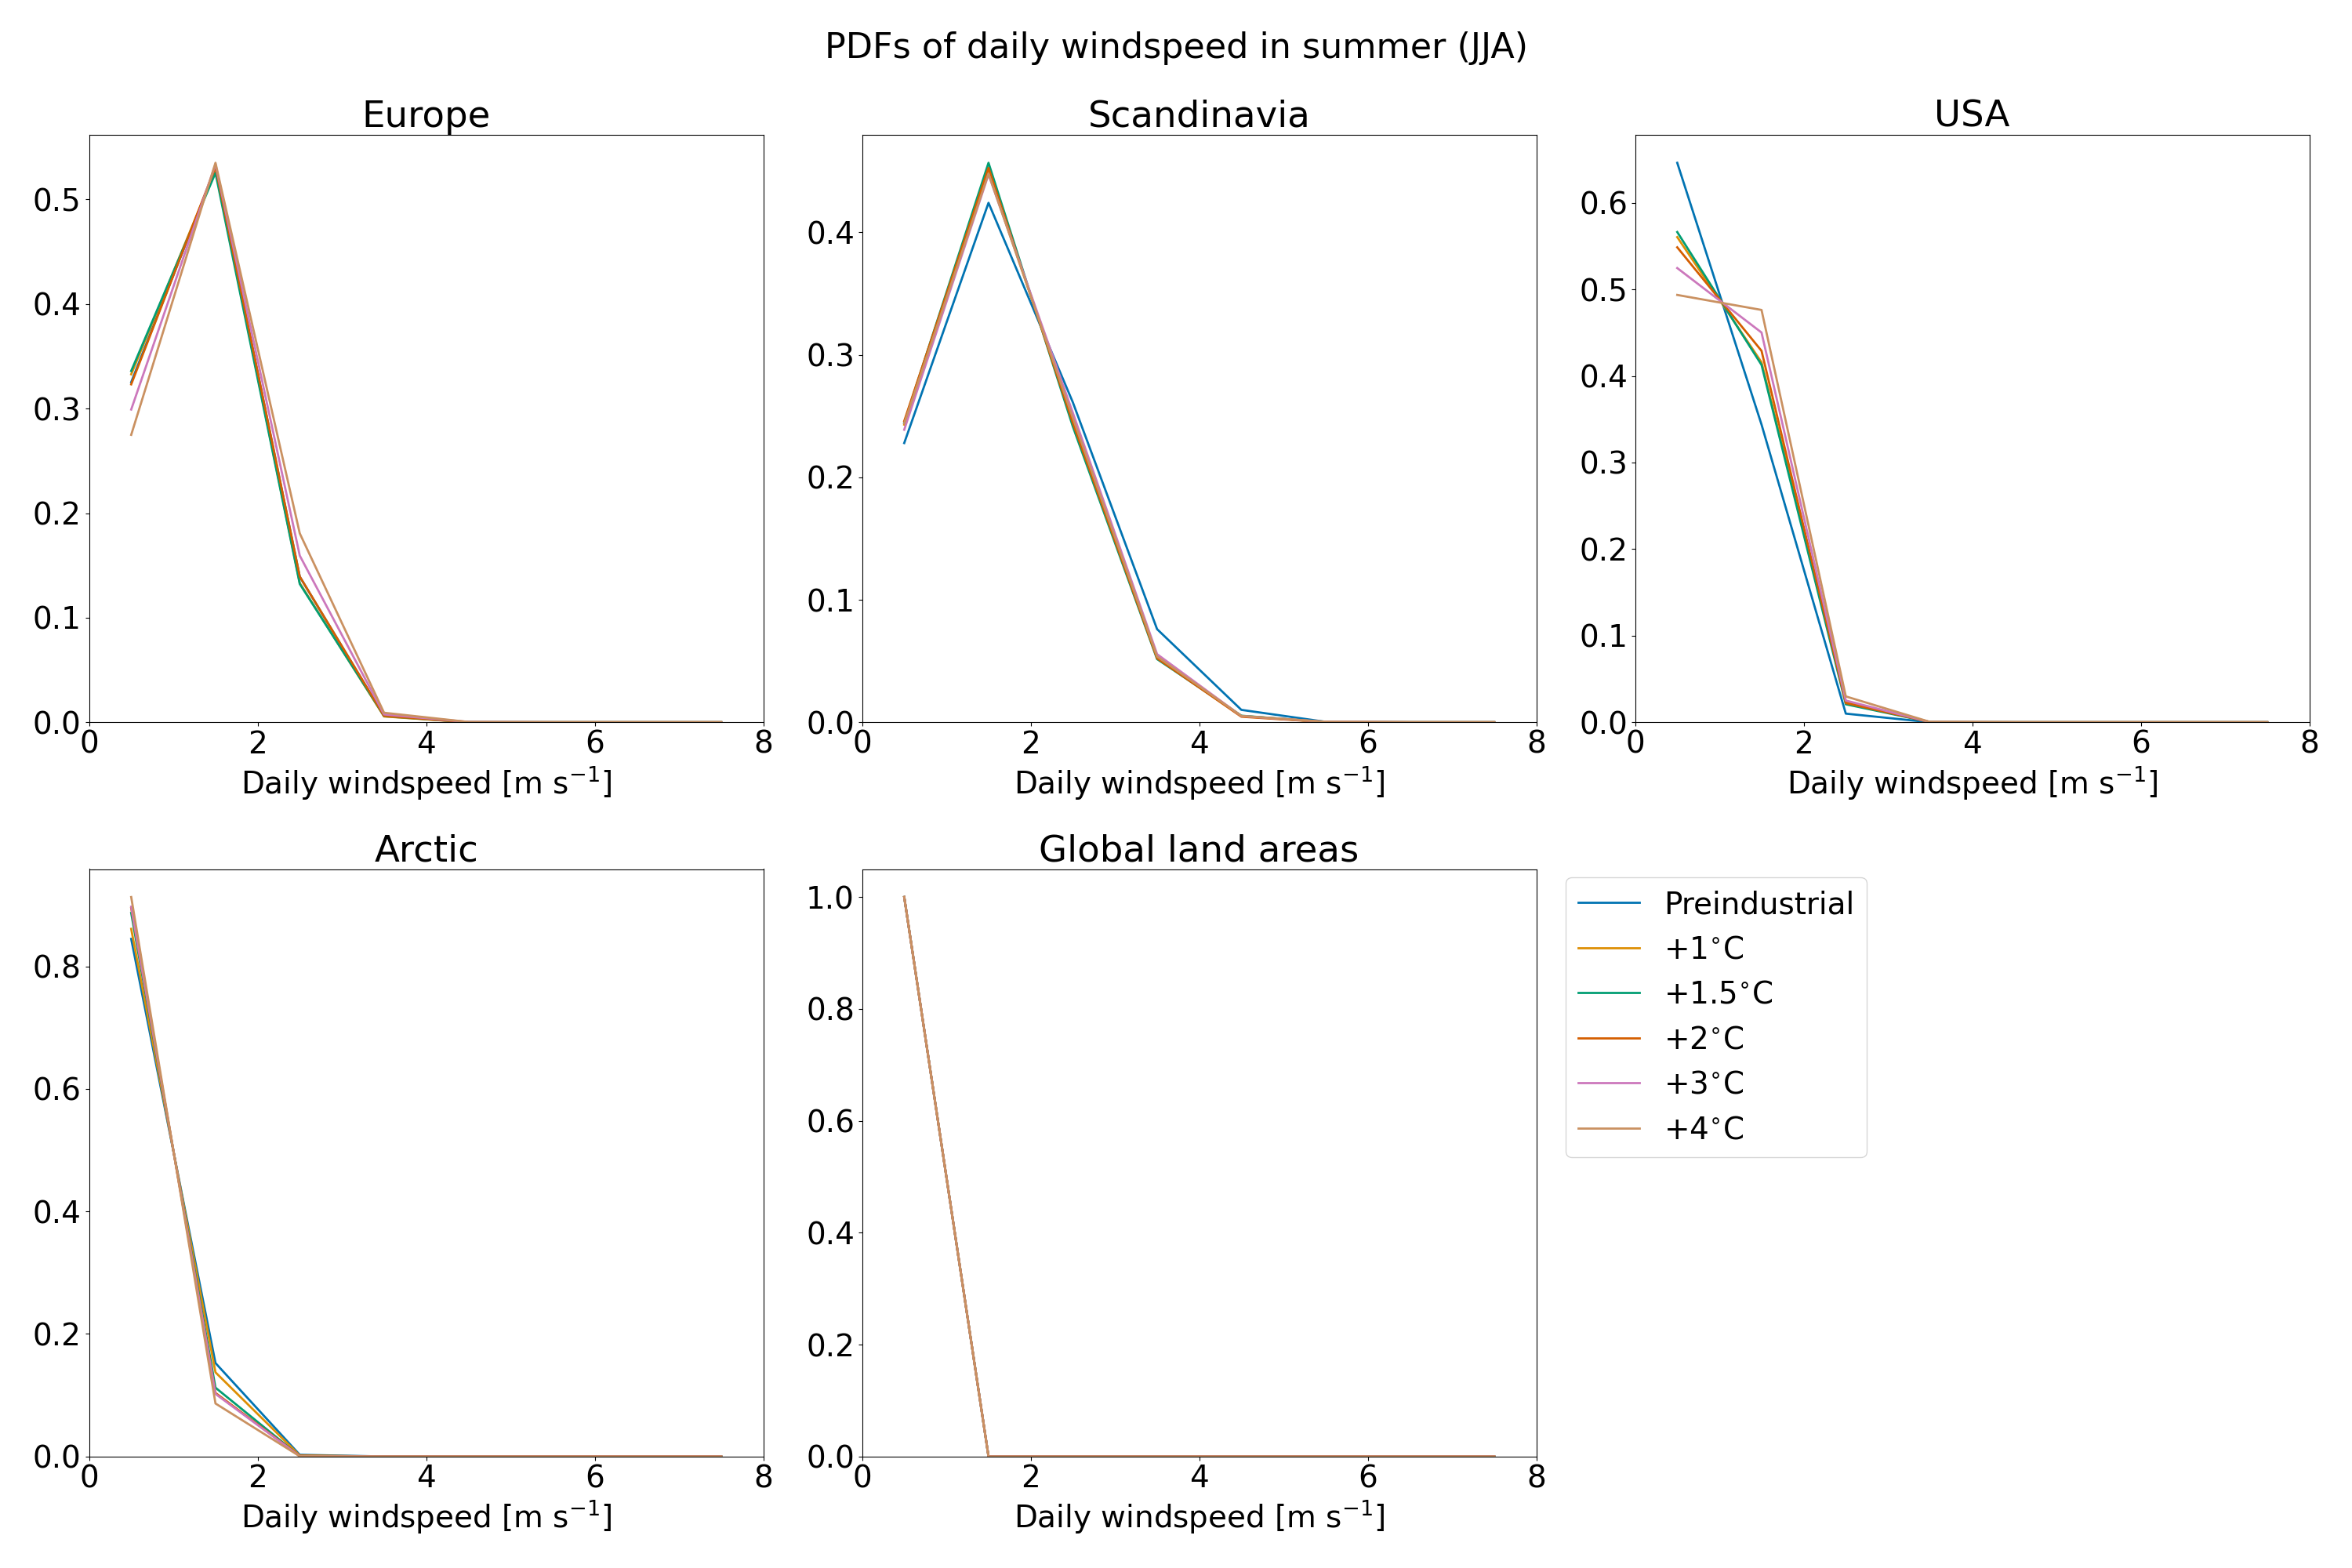 PDFs of daily windspeed in summer (JJA)
Europe
0.5
0.4
0.3
0.2
0.1
0.0
0 2 4 6 8
Daily windspeed [m s⁻¹]
Scandinavia
0.4
0.3
0.2
0.1
0.0
0 2 4 6 8
Daily windspeed [m s⁻¹]
USA
0.6
0.5
0.4
0.3
0.2
0.1
0.0
0 2 4 6 8
Daily windspeed [m s⁻¹]
Arctic
0.8
0.6
0.4
0.2
0.0
0 2 4 6 8
Daily windspeed [m s⁻¹]
Global land areas
1.0
0.8
0.6
0.4
0.2
0.0
0 2 4 6 8
Daily windspeed [m s⁻¹]
Preindustrial
+1°C
+1.5°C
+2°C
+3°C
+4°C